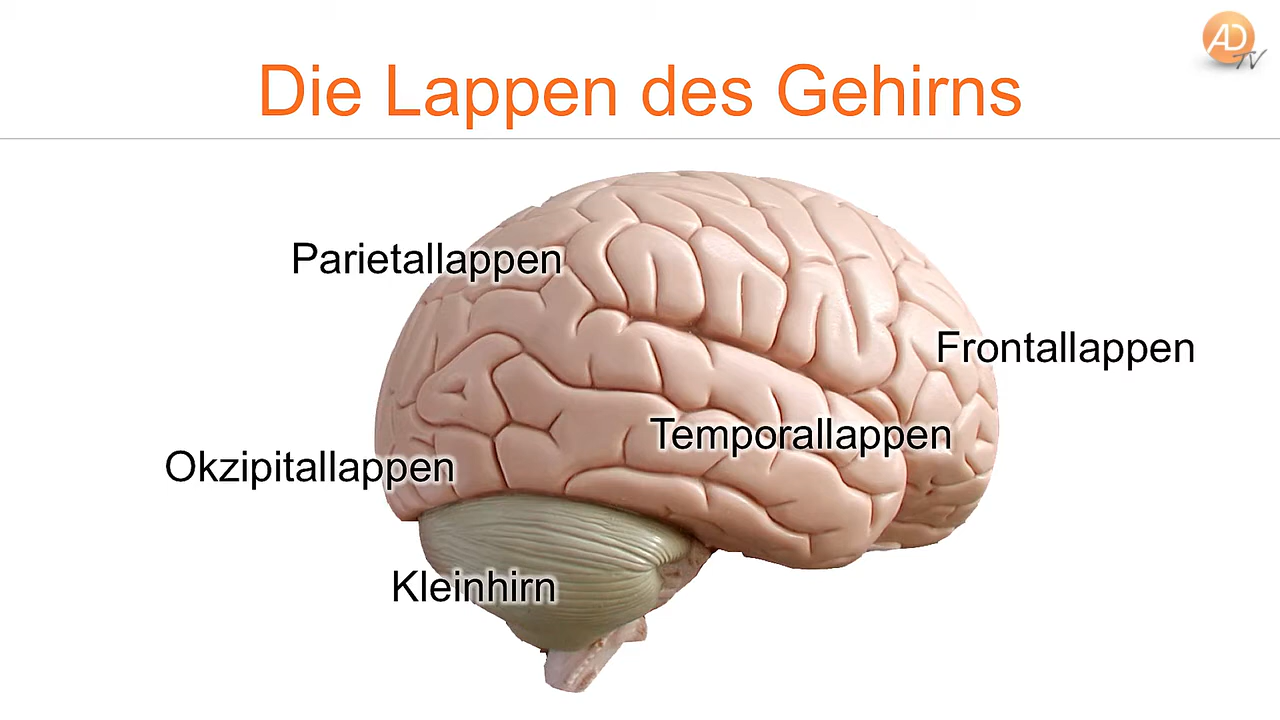 AD
TV
Die Lappen des Gehirns
Parietallappen
Frontallappen
Temporallappen
Okzipitallappen
Kleinhirn